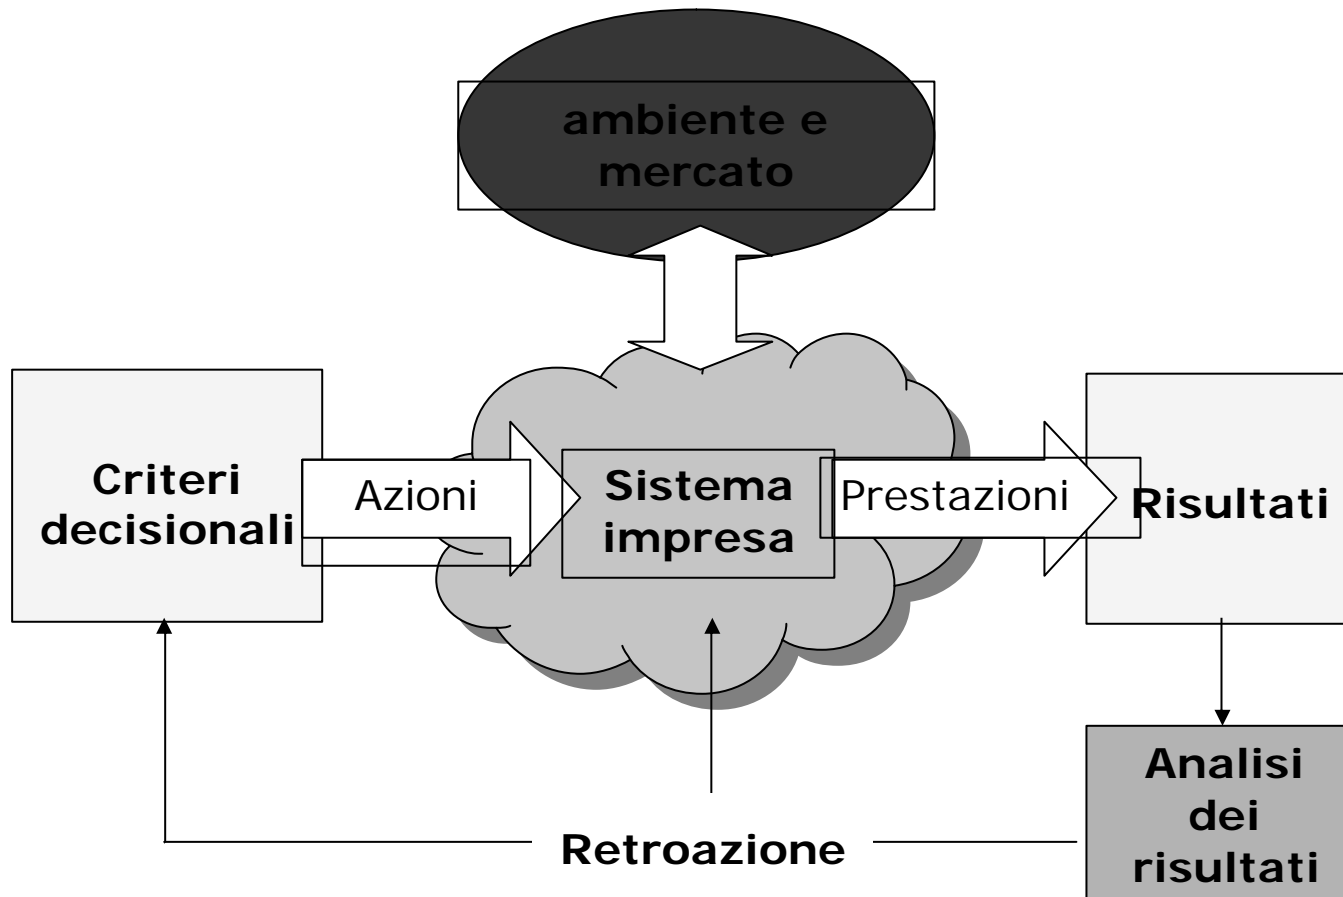 ambiente e
mercato
Criteri
decisionali
Azioni
Sistema
impresa
Prestazioni
Risultati
Retroazione
Analisi
dei
risultati